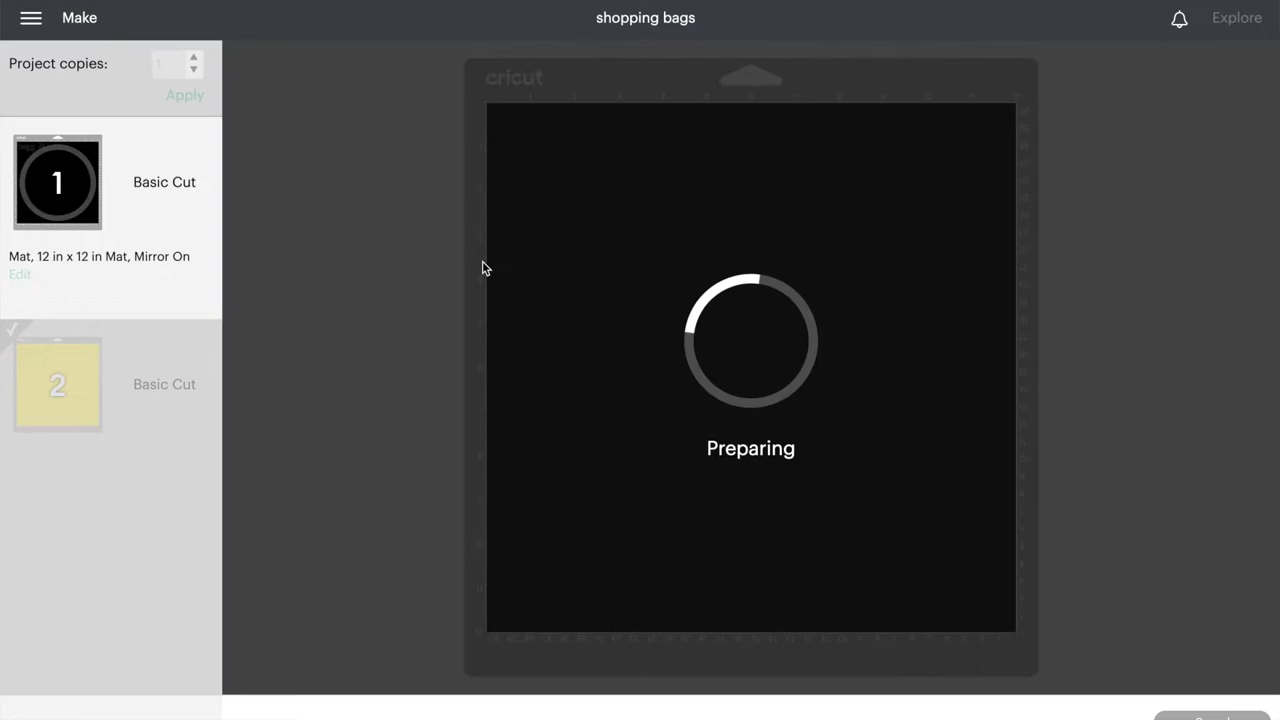 Make
shopping bags
Explore
Project copies:
1
Apply
1
Basic Cut
Mat, 12 in x 12 in Mat, Mirror On
Edit
2
Basic Cut
cricut
Preparing